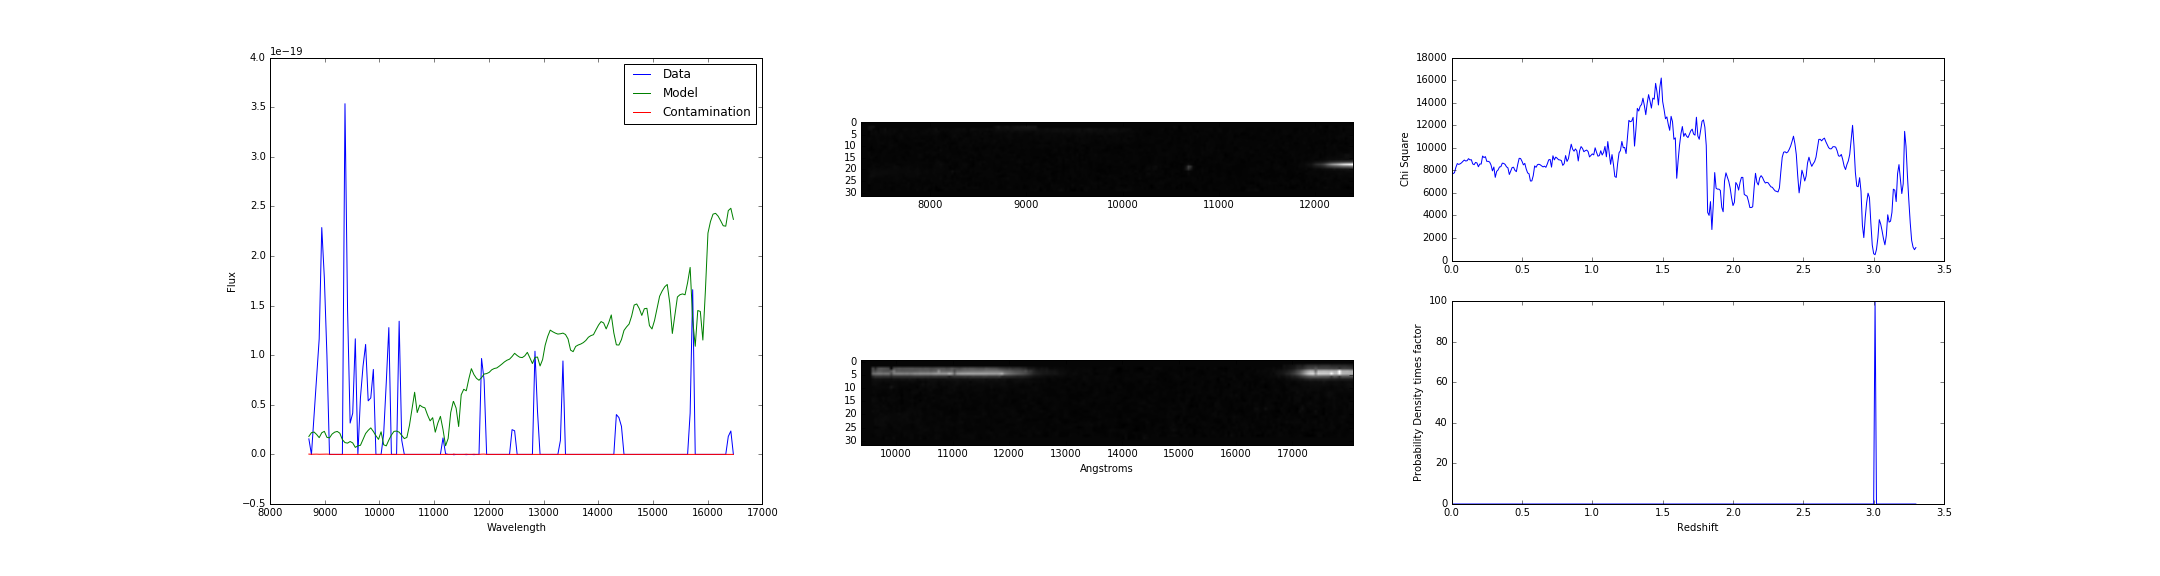 1e−19
4.0
3.5
3.0
2.5
2.0
1.5
1.0
0.5
0.0
−0.5
Flux
8000 9000 10000 11000 12000 13000 14000 15000 16000 17000
Wavelength
Data
Model
Contamination
0
5
10
15
20
25
30
8000 9000 10000 11000 12000
0
5
10
15
20
25
30
10000 11000 12000 13000 14000 15000 16000 17000
Angstroms
18000
16000
14000
12000
10000
8000
6000
4000
2000
0
Chi Square
0.0 0.5 1.0 1.5 2.0 2.5 3.0 3.5
100
80
60
40
20
0
Probability Density times factor
0.0 0.5 1.0 1.5 2.0 2.5 3.0 3.5
Redshift